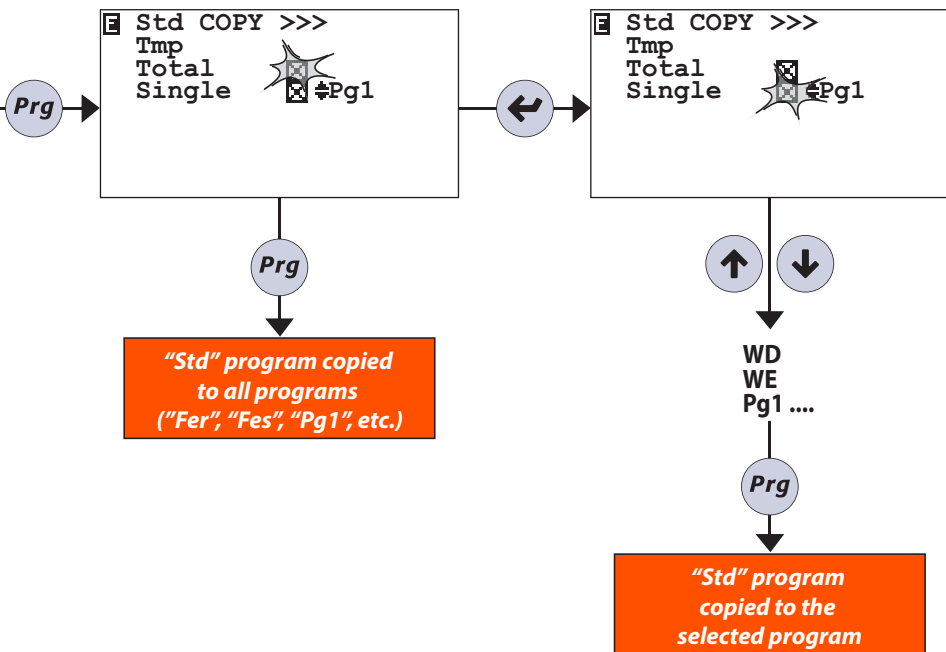 E Std COPY >>>
Tmp
Total
Single Pg1
Prg
E Std COPY >>>
Tmp
Total
Single Pg1
Prg
"Std" program copied
to all programs
("Fer", "Fes", "Pg1", etc.)
WD
WE
Pg1 ....
Prg
"Std" program
copied to the
selected program